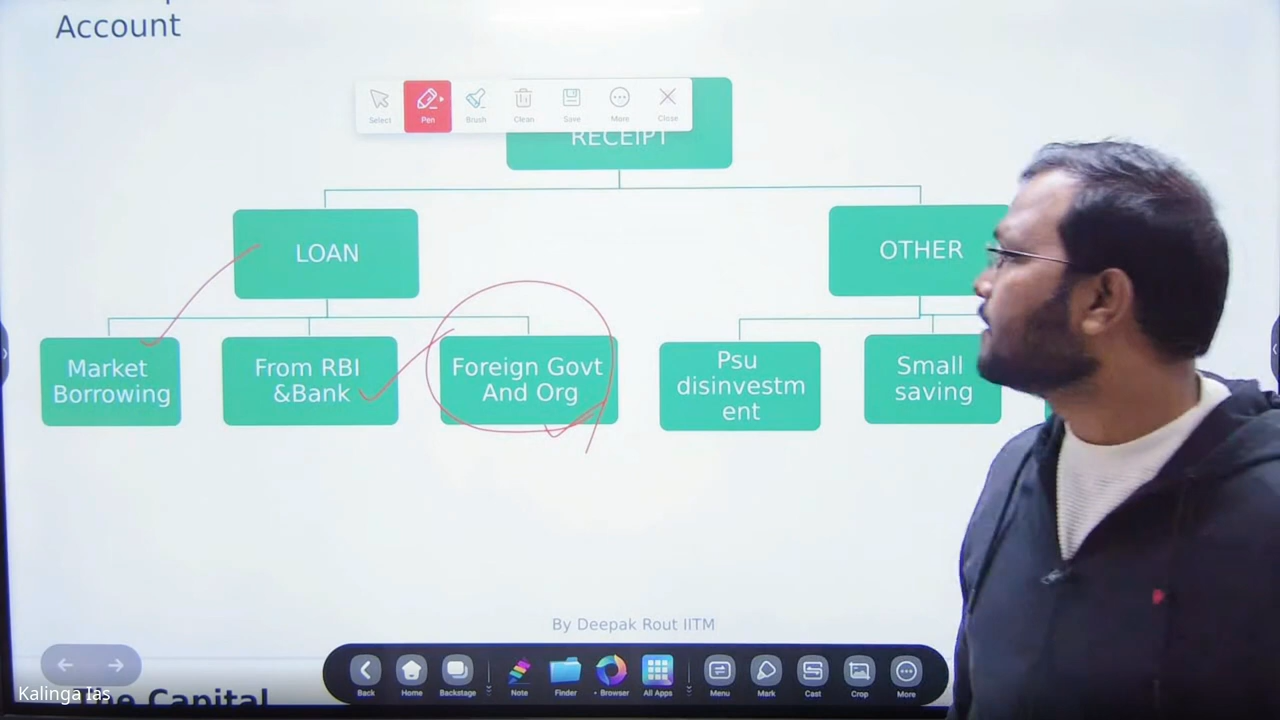 Account
Select
Pen
Brush
Clean
Save
More
Close
RECEIPT
LOAN
OTHER
Market
Borrowing
From RBI
&Bank
Foreign Govt
And Org
Psu
disinvestm
ent
Small
saving
By Deepak Rout IITM
Back
Home
Backstage
Note
Finder
Browser
All Apps
Menu
Mark
Cast
Crop
More
Kalinga Ias
Capital